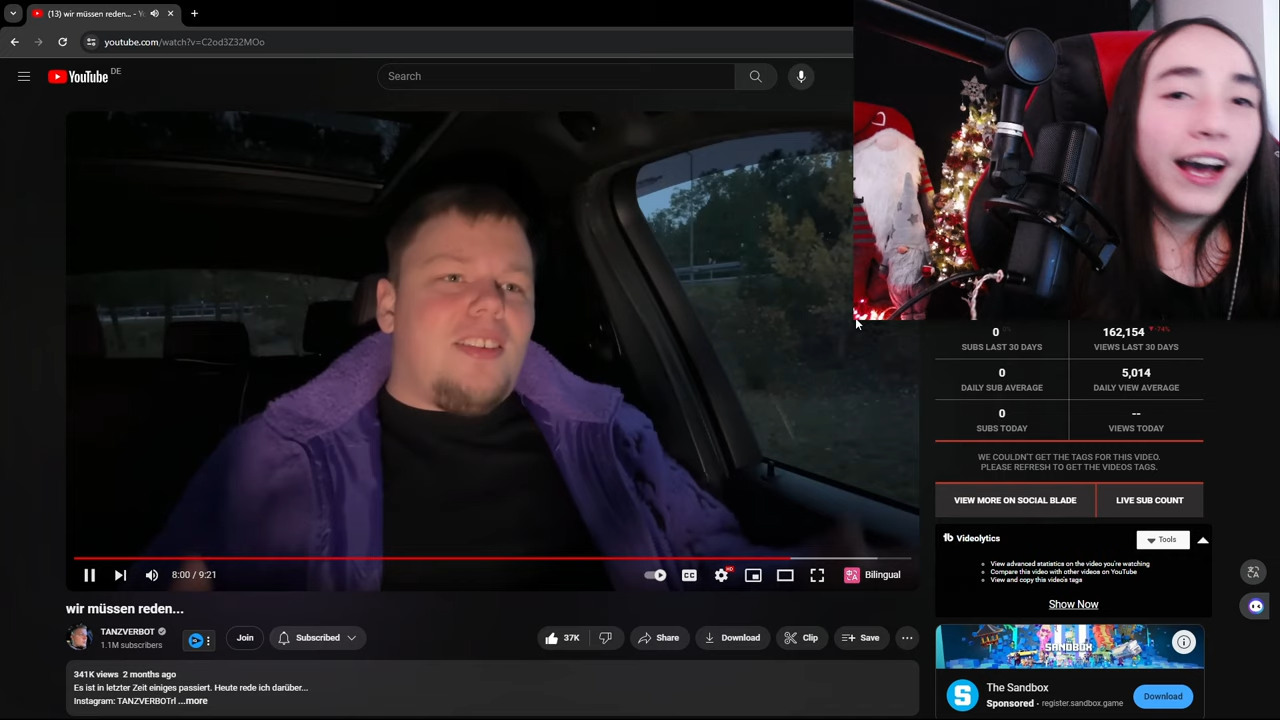 (13) wir müssen reden... - Yo
youtube.com/watch?v=C2od3Z32MOo
YouTube DE
Search
0
SUBS LAST 30 DAYS
162,154 ▼-74%
VIEWS LAST 30 DAYS
0
DAILY SUB AVERAGE
5,014
DAILY VIEW AVERAGE
0
SUBS TODAY
--
VIEWS TODAY
WE COULDN'T GET THE TAGS FOR THIS VIDEO.
PLEASE REFRESH TO GET THE VIDEOS TAGS.
VIEW MORE ON SOCIAL BLADE
LIVE SUB COUNT
Videolytics
Tools
View advanced statistics on the video you're watching
Compare this video with other videos on YouTube
View and copy this video's tags
Show Now
8:00 / 9:21
CC
HD
Bilingual
wir müssen reden...
TANZVERBOT
1.1M subscribers
Join
Subscribed
37K
Share
Download
Clip
Save
341K views 2 months ago
Es ist in letzter Zeit einiges passiert. Heute rede ich darüber...
Instagram: TANZVERBOTrl ...more
SANDBOX
The Sandbox
Sponsored • register.sandbox.game
Download